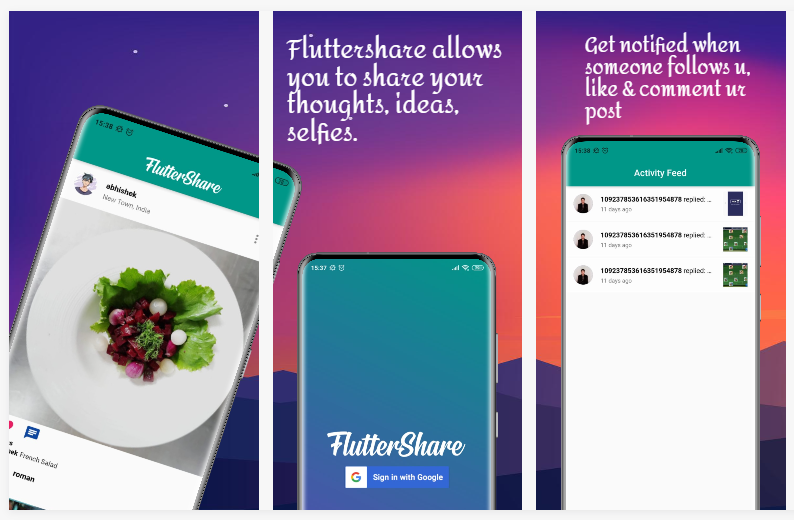 15:38
FlutterShare
abhishek
New Town, India
ek French Salad
roman
Fluttershare allows
you to share your
thoughts, ideas,
selfies.
15:37
FlutterShare
G Sign in with Google
Get notified when
someone follows u,
like & comment ur
post
15:38
Activity Feed
109237853616351954878 replied: ...
11 days ago
109237853616351954878 replied: ...
11 days ago
109237853616351954878 replied: ...
11 days ago